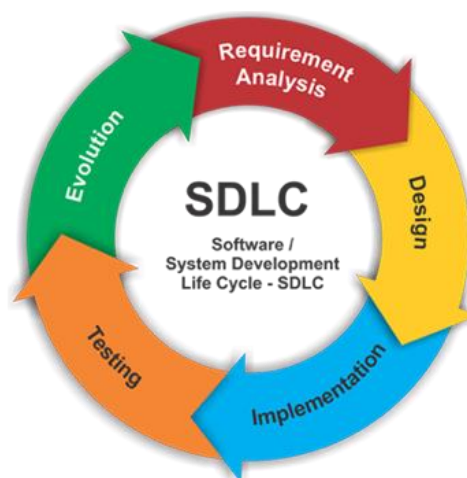 Requirement
Analysis
Design
Implementation
Testing
Evolution
SDLC
Software /
System Development
Life Cycle - SDLC